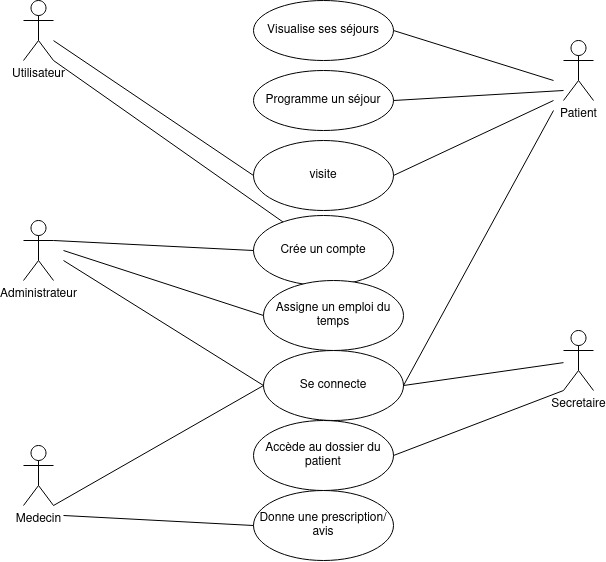 Visualise ses séjours
Utilisateur
Programme un séjour
Patient
visite
Crée un compte
Administrateur
Assigne un emploi du
temps
Se connecte
Secretaire
Accède au dossier du
patient
Medecin
Donne une prescription/
avis